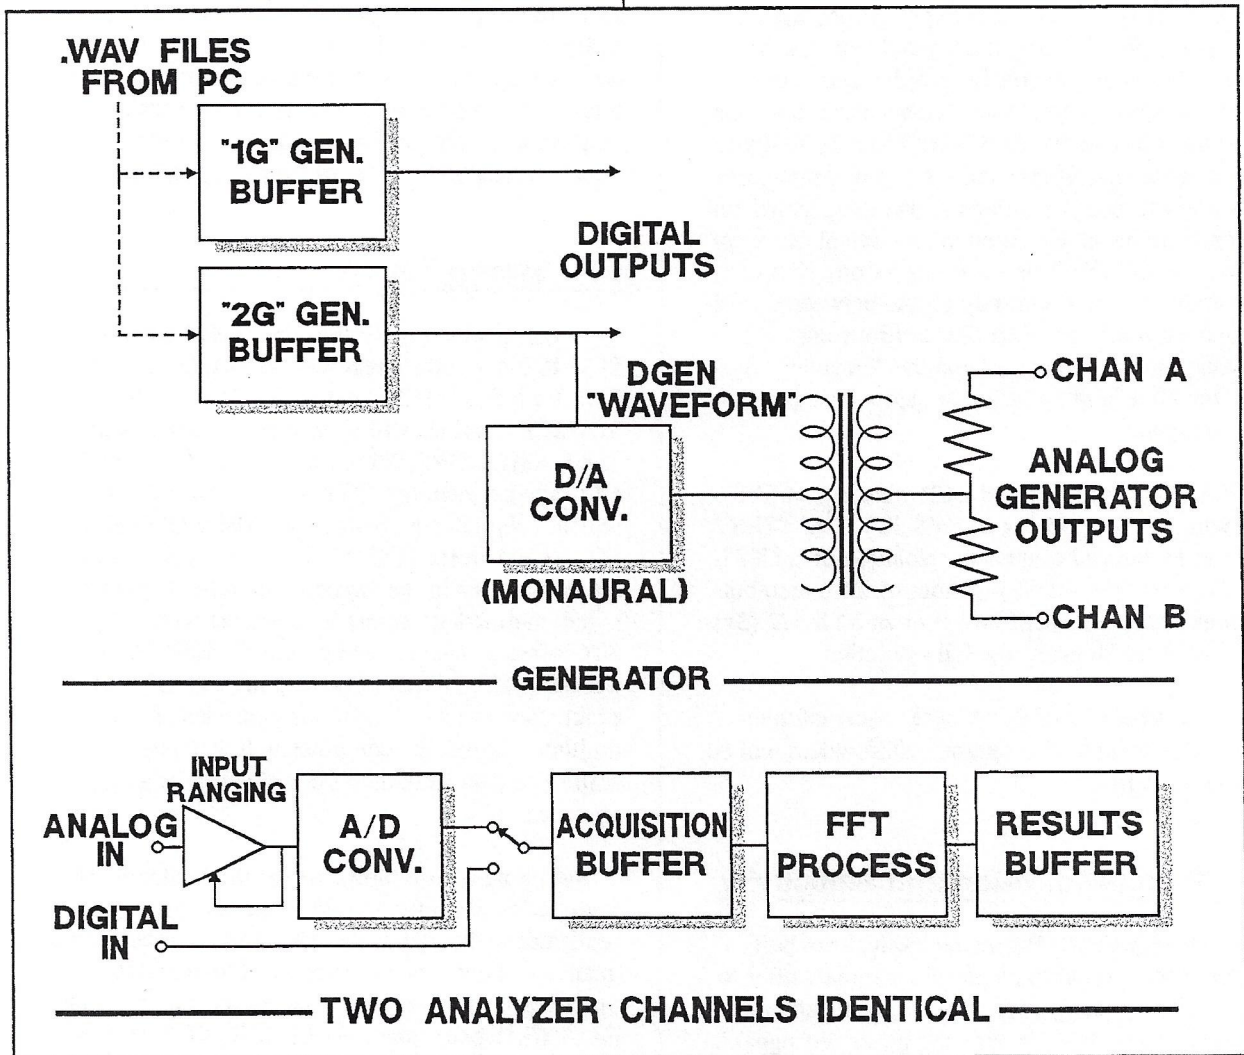 .WAV FILES
FROM PC
"1G" GEN.
BUFFER
DIGITAL
OUTPUTS
"2G" GEN.
BUFFER
DGEN
"WAVEFORM"
D/A
CONV.
(MONAURAL)
CHAN A
ANALOG
GENERATOR
OUTPUTS
CHAN B
GENERATOR
INPUT
RANGING
ANALOG
IN
A/D
CONV.
ACQUISITION
BUFFER
FFT
PROCESS
RESULTS
BUFFER
DIGITAL
IN
TWO ANALYZER CHANNELS IDENTICAL